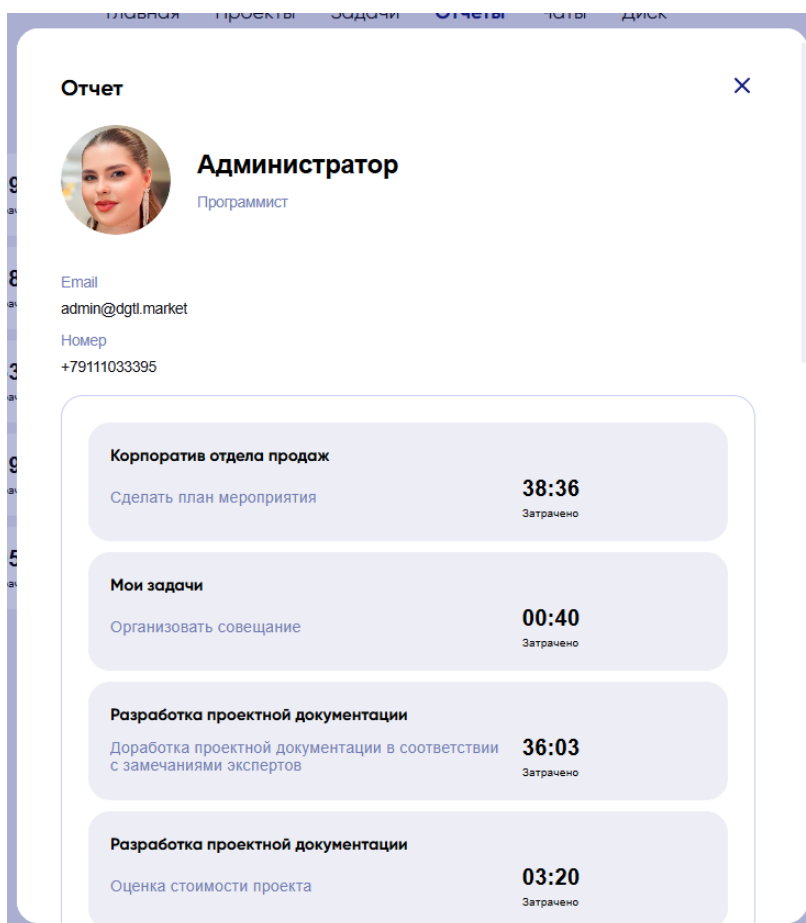 Главная Проекты Задачи Отчеты Чаты Диск
Отчет
Администратор
Программист
Email
admin@dgtl.market
Номер
+79111033395
Корпоратив отдела продаж
Сделать план мероприятия
38:36
Затрачено
Мои задачи
Организовать совещание
00:40
Затрачено
Разработка проектной документации
Доработка проектной документации в соответствии
с замечаниями экспертов
36:03
Затрачено
Разработка проектной документации
Оценка стоимости проекта
03:20
Затрачено